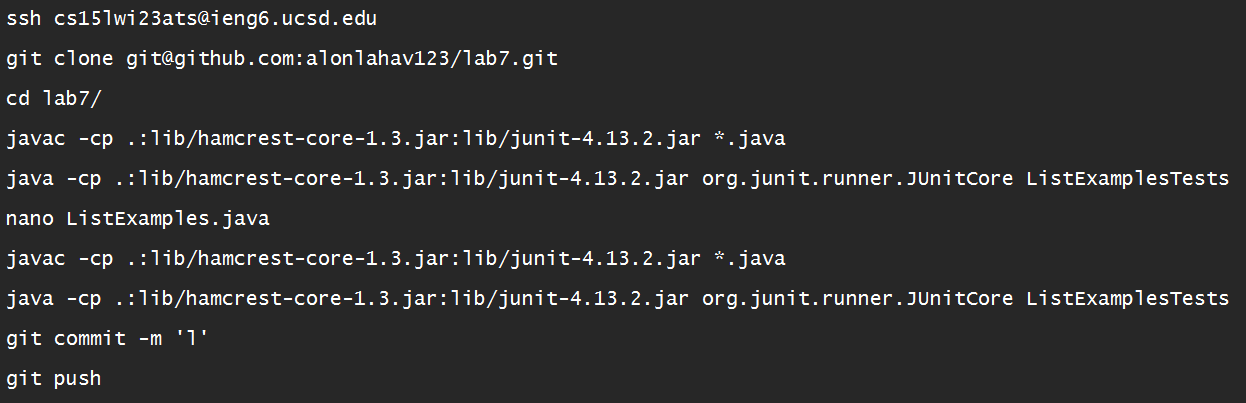 ssh cs15lwi23ats@ieng6.ucsd.edu
git clone git@github.com:alonlahav123/lab7.git
cd lab7/
javac -cp .:lib/hamcrest-core-1.3.jar:lib/junit-4.13.2.jar *.java
java -cp .:lib/hamcrest-core-1.3.jar:lib/junit-4.13.2.jar org.junit.runner.JUnitCore ListExamplesTests
nano ListExamples.java
javac -cp .:lib/hamcrest-core-1.3.jar:lib/junit-4.13.2.jar *.java
java -cp .:lib/hamcrest-core-1.3.jar:lib/junit-4.13.2.jar org.junit.runner.JUnitCore ListExamplesTests
git commit -m 'l'
git push